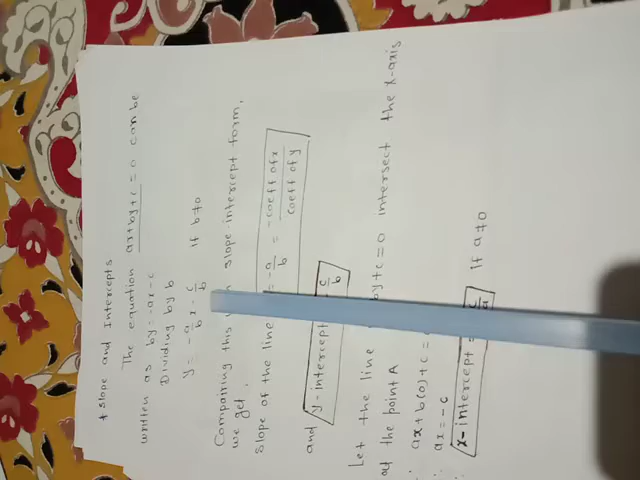 * Slope and Intercepts
The equation ax+by+c=0 can be
written as by=-ax-c
Dividing by b
y = -a/b x - c/b if b≠0
Comparing this slope-intercept form,
we get,
Slope of the line = -a/b = -coeff of x / coeff of y
and y-intercept c/b
Let the line by+c=0 intersect the x-axis
at the point A
∴ ax+b(0)+c=
∴ ax=-c
∴ x-intercept = if a≠0